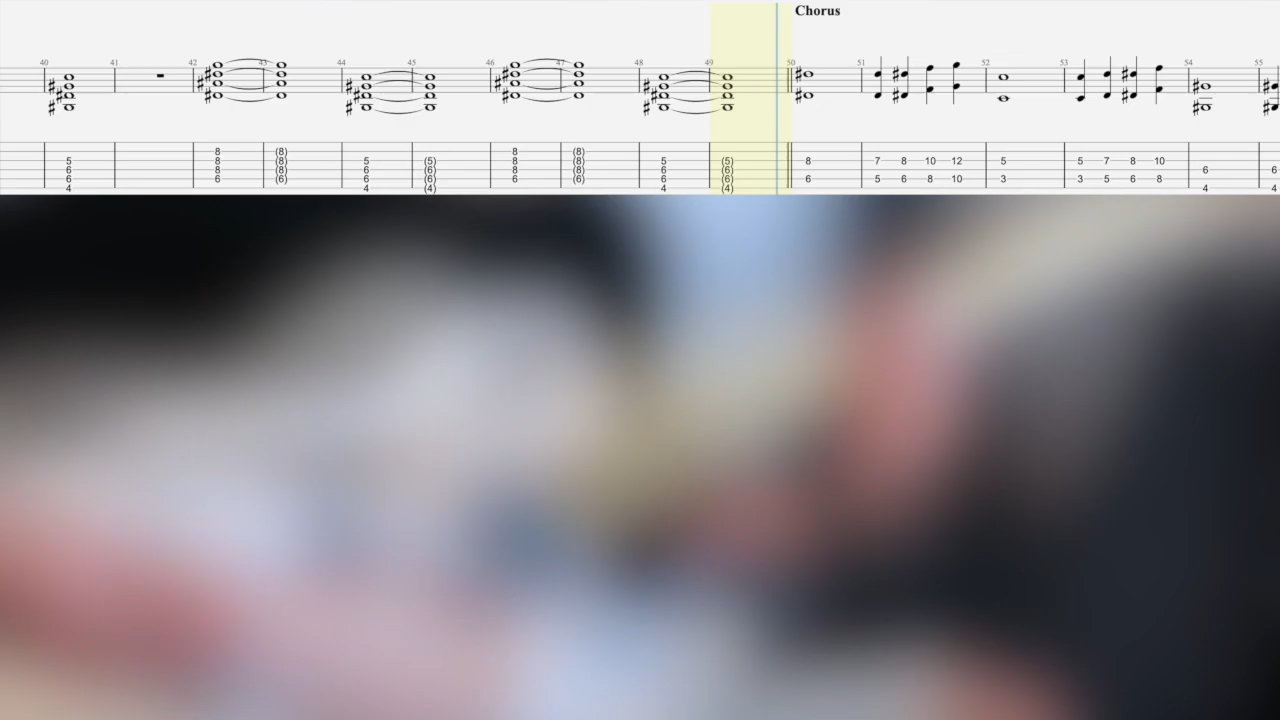 Chorus
40 41 42 43 44 45 46 47 48 49 50 51 52 53 54 55
8 (8) 8 (8)
5 8 (8) 5 (5) 8 (8) 5 (5) 8 7 8 10 12 5 5 7 8 10
6 8 (8) 6 (6) 8 (8) 6 (6) 6 6
6 6 (6) 6 (6) 6 (6) 6 (6) 6 5 6 8 10 3 3 5 6 8
4 4 (4) 4 (4) 4 4